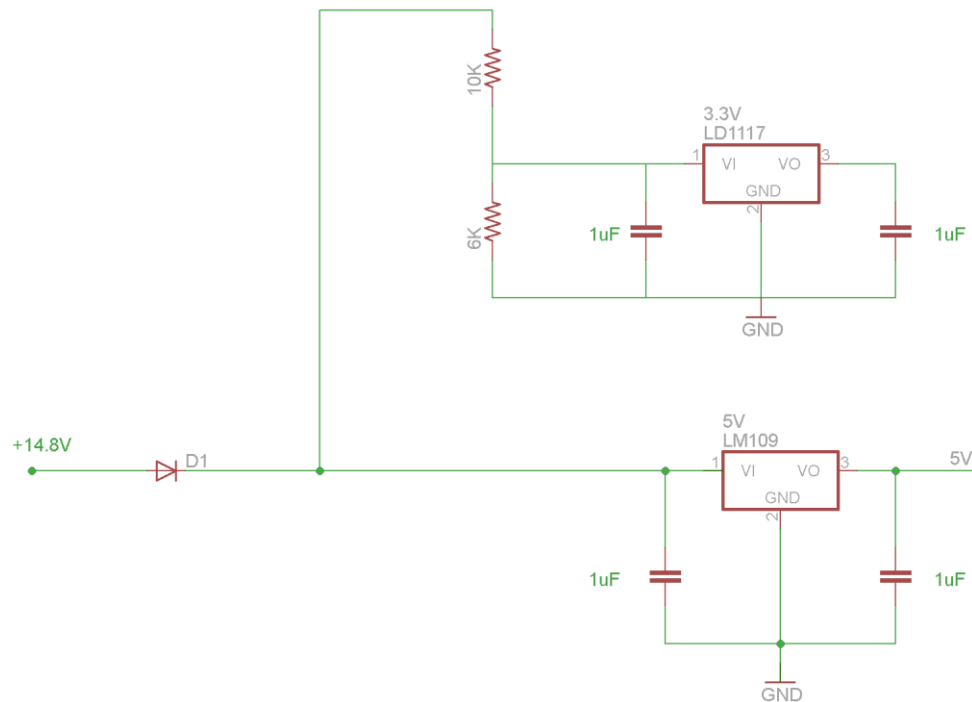 10K
3.3V
LD1117
1 VI VO 3
GND
2
6K
1uF
1uF
GND
+14.8V
D1
5V
LM109
5V
1 VI VO 3
GND
2
1uF
1uF
GND